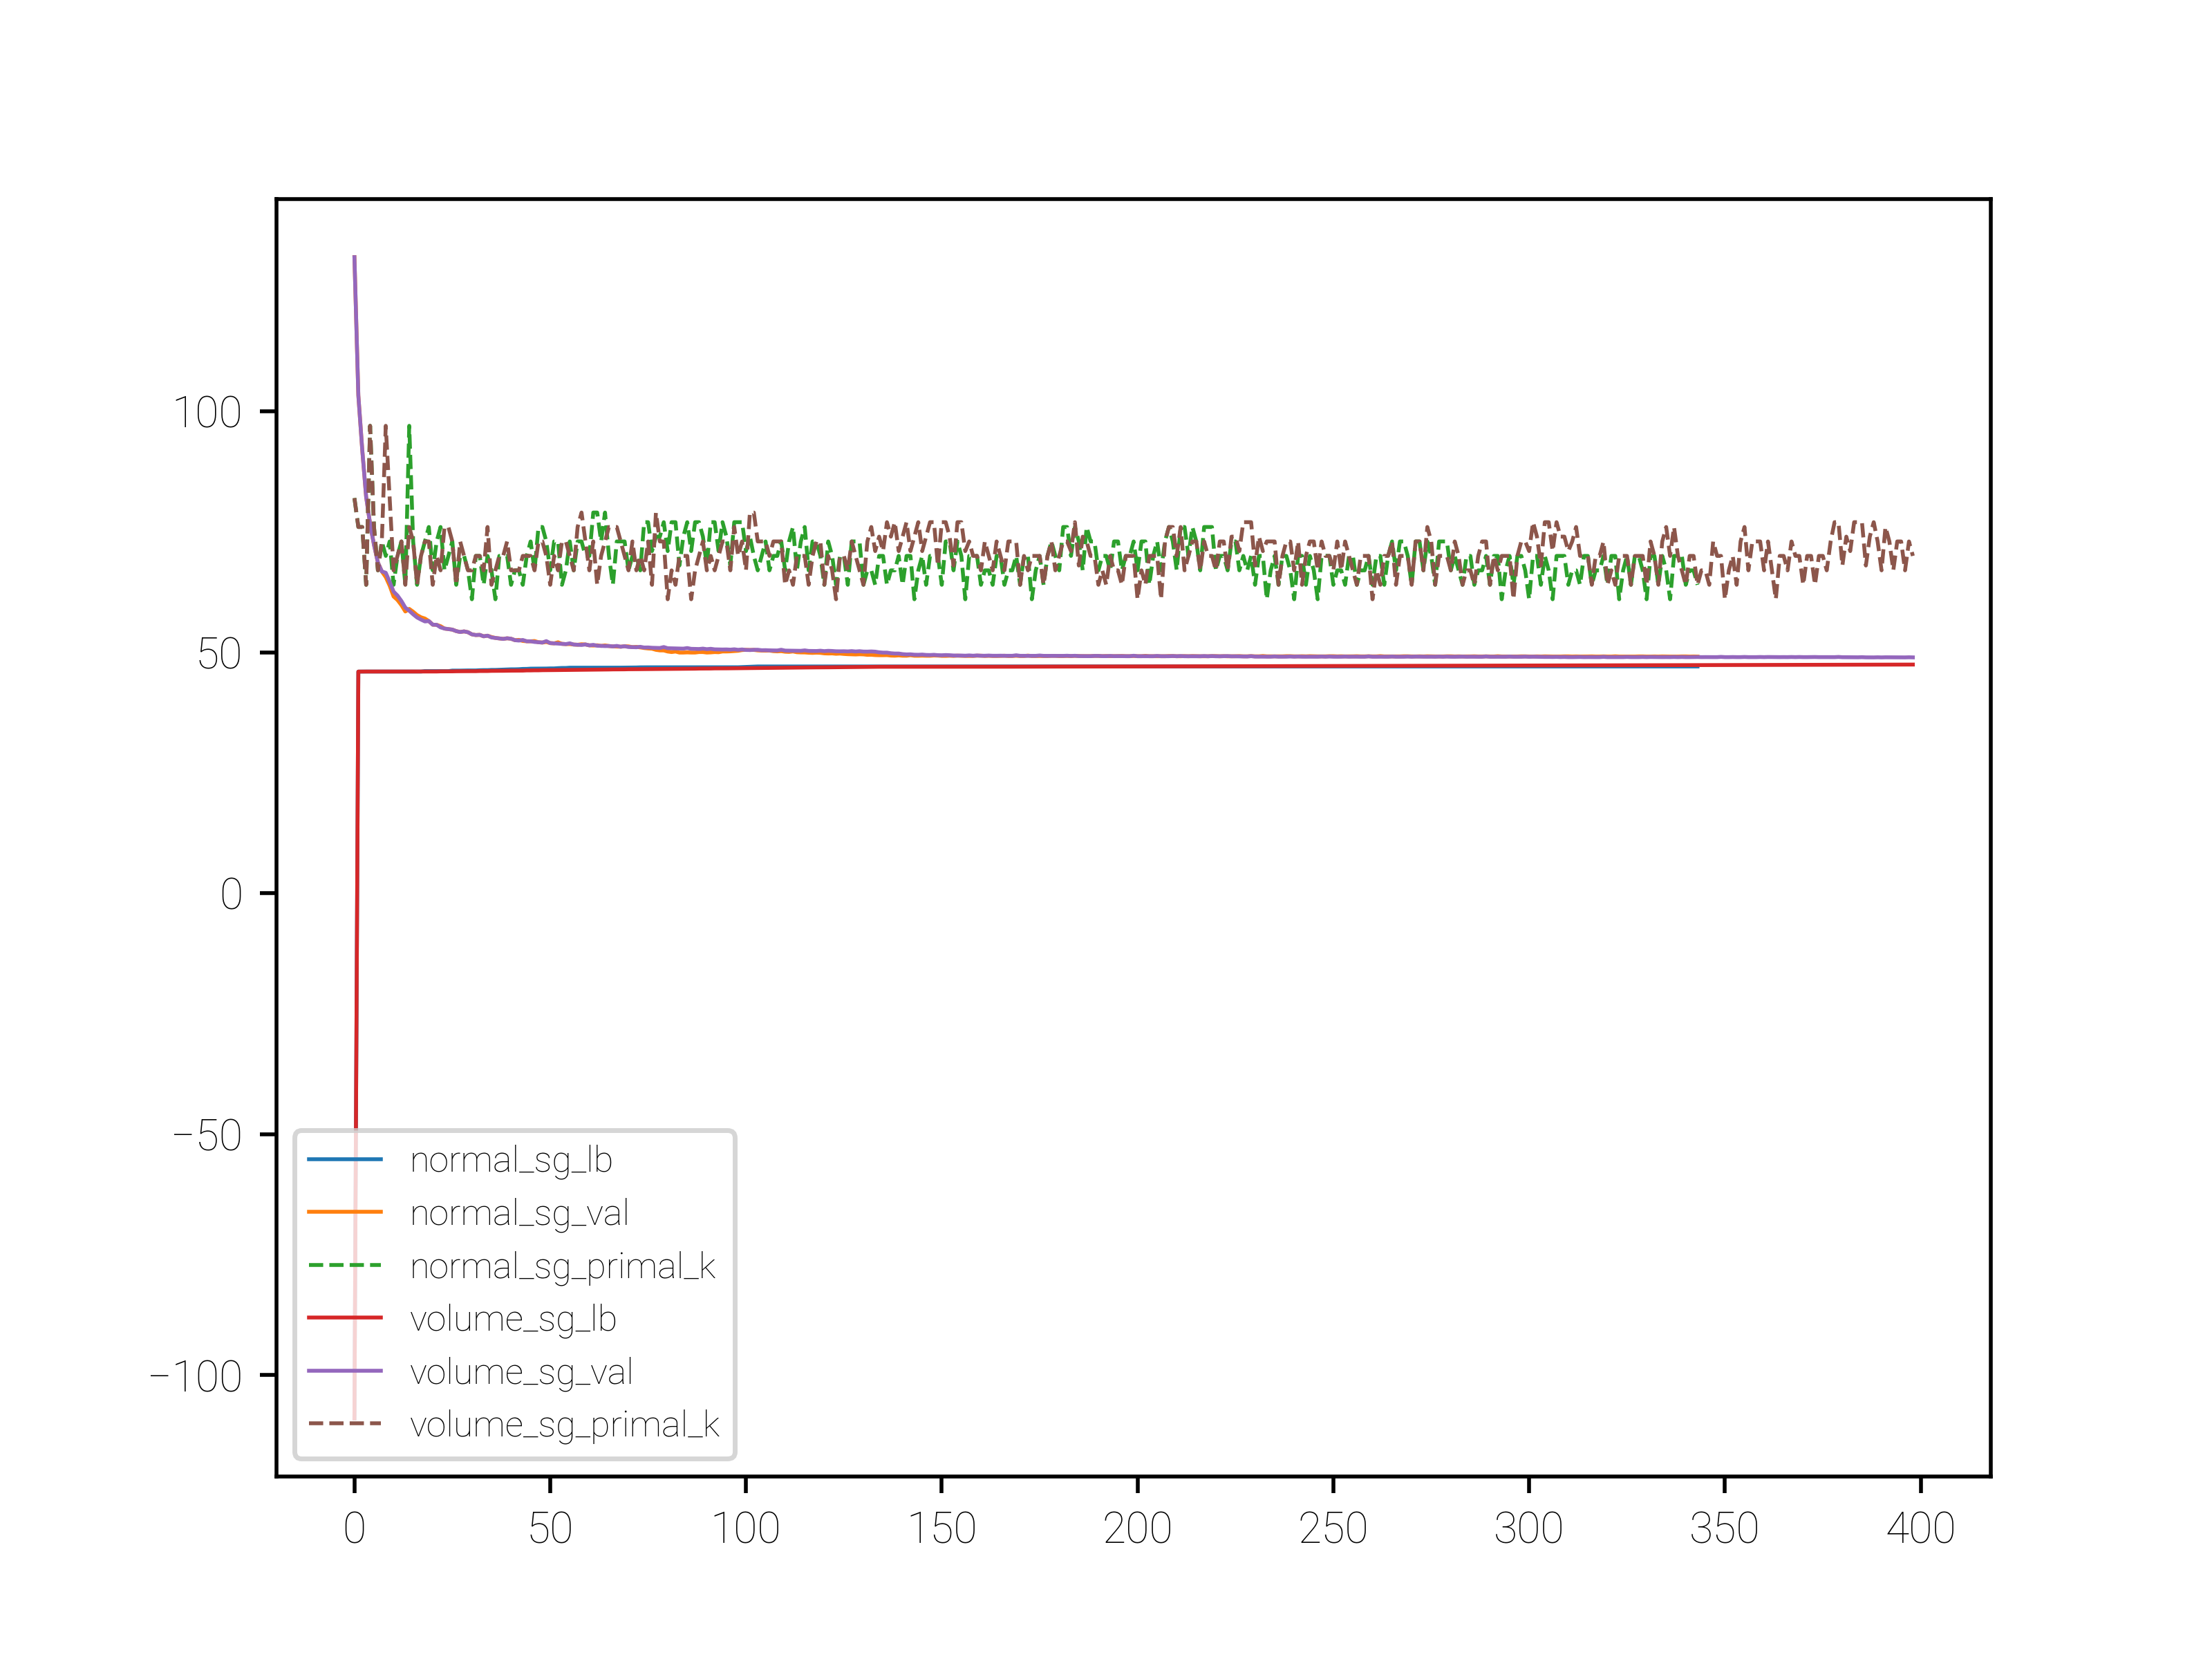 100
50
0
−50
−100
normal_sg_lb
normal_sg_val
normal_sg_primal_k
volume_sg_lb
volume_sg_val
volume_sg_primal_k
0 50 100 150 200 250 300 350 400